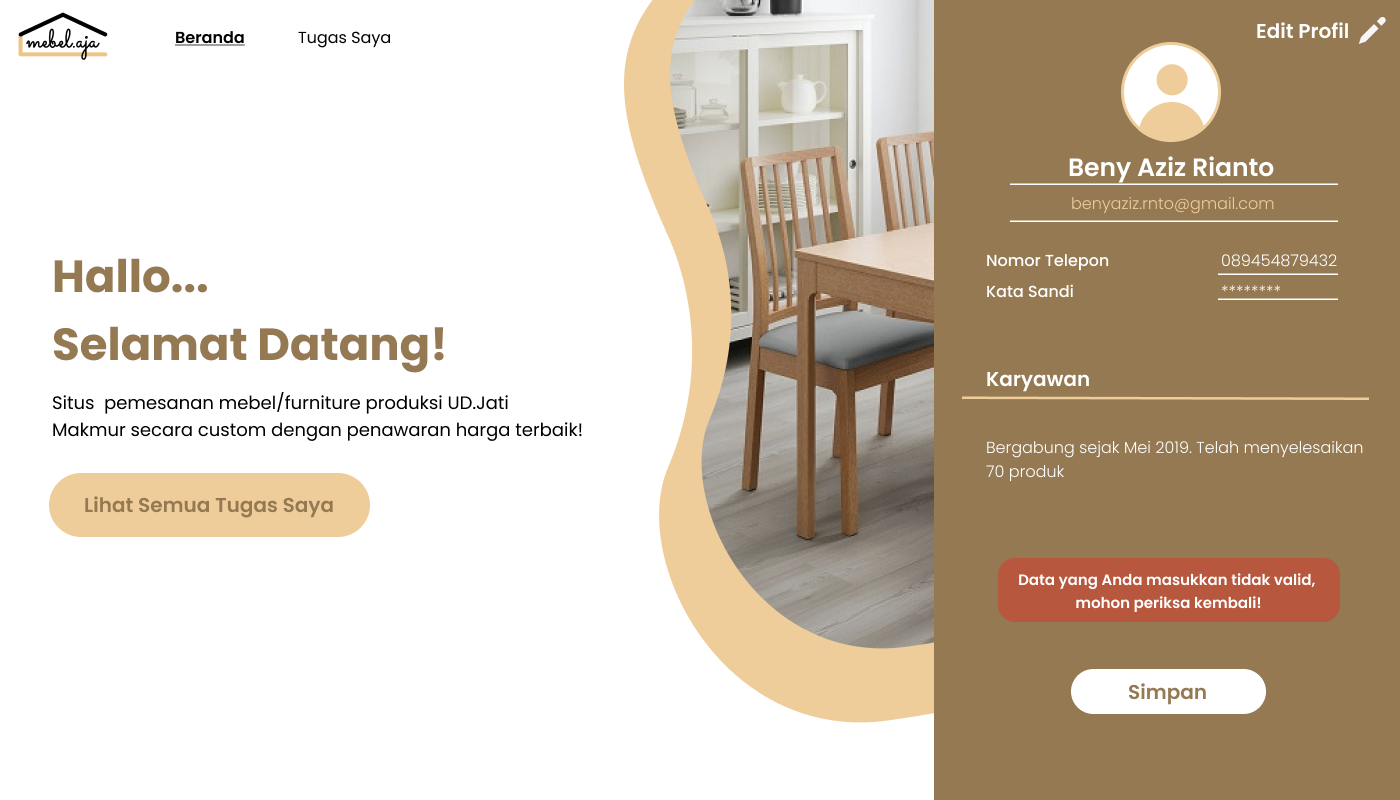 mebel.aja
Beranda
Tugas Saya
Hallo...
Selamat Datang!
Situs  pemesanan mebel/furniture produksi UD.Jati
Makmur secara custom dengan penawaran harga terbaik!
Lihat Semua Tugas Saya
Edit Profil
Beny Aziz Rianto
benyaziz.rnto@gmail.com
Nomor Telepon 089454879432
Kata Sandi ********
Karyawan
Bergabung sejak Mei 2019. Telah menyelesaikan
70 produk
Data yang Anda masukkan tidak valid,
mohon periksa kembali!
Simpan